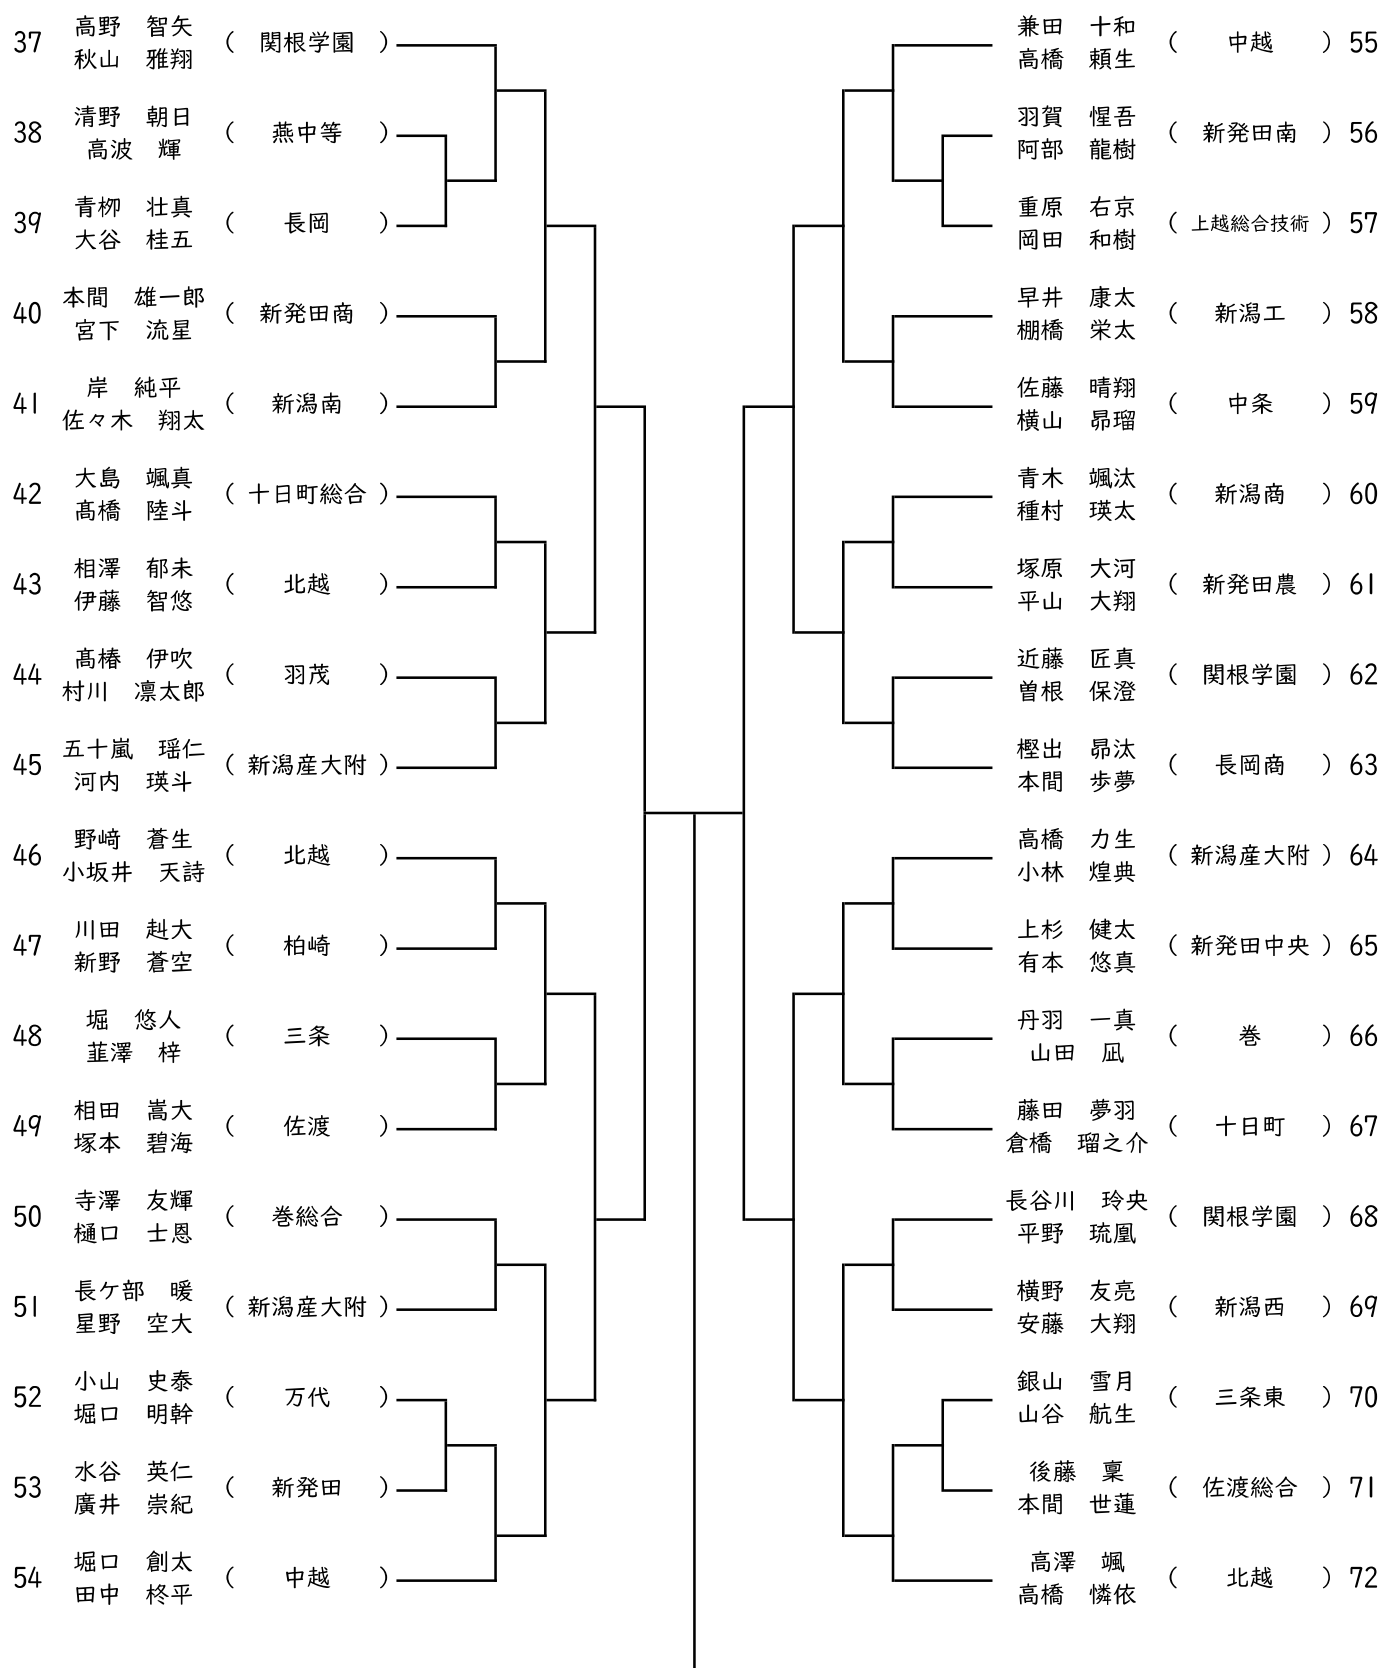 37 高野 智矢 ( 関根学園 )
秋山 雅翔
38 清野 朝日 ( 燕中等 )
高波 輝
39 青栁 壮真 ( 長岡 )
大谷 桂五
40 本間 雄一郎 ( 新発田商 )
宮下 流星
41 岸 純平 ( 新潟南 )
佐々木 翔太
42 大島 颯真 ( 十日町総合 )
髙橋 陸斗
43 相澤 郁未 ( 北越 )
伊藤 智悠
44 髙椿 伊吹 ( 羽茂 )
村川 凛太郎
45 五十嵐 瑶仁 ( 新潟産大附 )
河内 瑛斗
46 野﨑 蒼生 ( 北越 )
小坂井 天詩
47 川田 赳大 ( 柏崎 )
新野 蒼空
48 堀 悠人 ( 三条 )
韮澤 梓
49 相田 嵩大 ( 佐渡 )
塚本 碧海
50 寺澤 友輝 ( 巻総合 )
樋口 士恩
51 長ケ部 暖 ( 新潟産大附 )
星野 空大
52 小山 史泰 ( 万代 )
堀口 明幹
53 水谷 英仁 ( 新発田 )
廣井 崇紀
54 堀口 創太 ( 中越 )
田中 柊平
兼田 十和 ( 中越 ) 55
高橋 頼生
羽賀 惺吾 ( 新発田南 ) 56
阿部 龍樹
重原 右京 ( 上越総合技術 ) 57
岡田 和樹
早井 康太 ( 新潟工 ) 58
棚橋 栄太
佐藤 晴翔 ( 中条 ) 59
横山 昴瑠
青木 颯汰 ( 新潟商 ) 60
種村 瑛太
塚原 大河 ( 新発田農 ) 61
平山 大翔
近藤 匠真 ( 関根学園 ) 62
曽根 保澄
樫出 昴汰 ( 長岡商 ) 63
本間 歩夢
高橋 力生 ( 新潟産大附 ) 64
小林 煌典
上杉 健太 ( 新発田中央 ) 65
有本 悠真
丹羽 一真 ( 巻 ) 66
山田 凪
藤田 夢羽 ( 十日町 ) 67
倉橋 瑠之介
長谷川 玲央 ( 関根学園 ) 68
平野 琉凰
横野 友亮 ( 新潟西 ) 69
安藤 大翔
銀山 雪月 ( 三条東 ) 70
山谷 航生
後藤 稟 ( 佐渡総合 ) 71
本間 世蓮
高澤 颯 ( 北越 ) 72
高橋 憐依